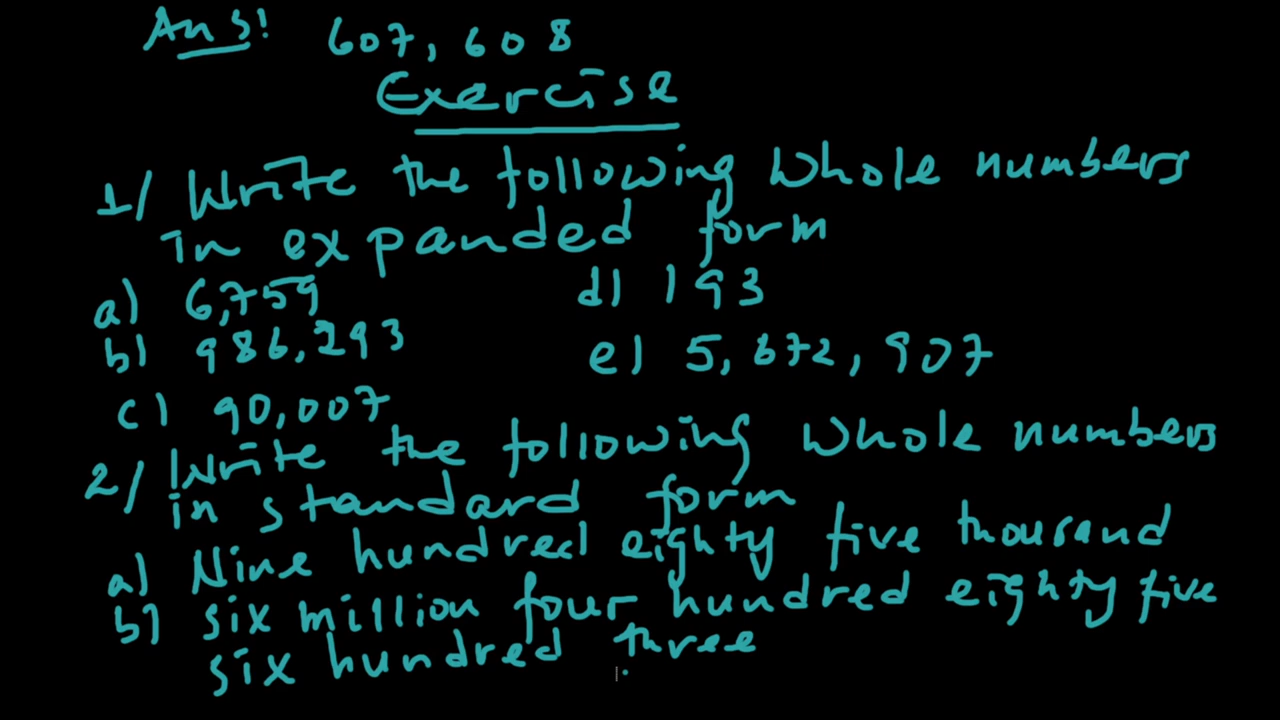 Ans! 607,608
Exercise
1/ Write the following whole numbers
in expanded form
a) 6,759
d) 193
b) 986,293
e) 5,672,907
c) 90,007
2/ Write the following whole numbers
in standard form
a) Nine hundred eighty five thousand
b) six million four hundred eighty five
six hundred three